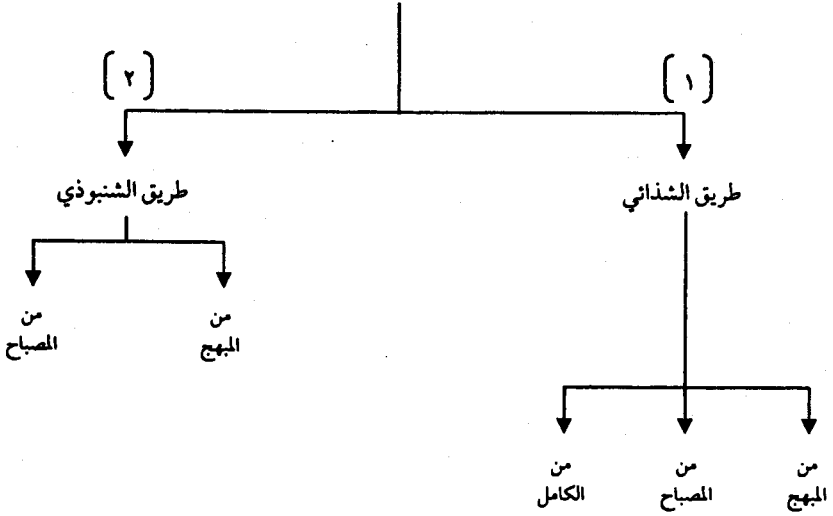 [ ١ ]
[ ٢ ]
طريق الشذائي
طريق الشنبوذي
من
المبهج
من
المصباح
من
المبهج
من
المصباح
من
الكامل